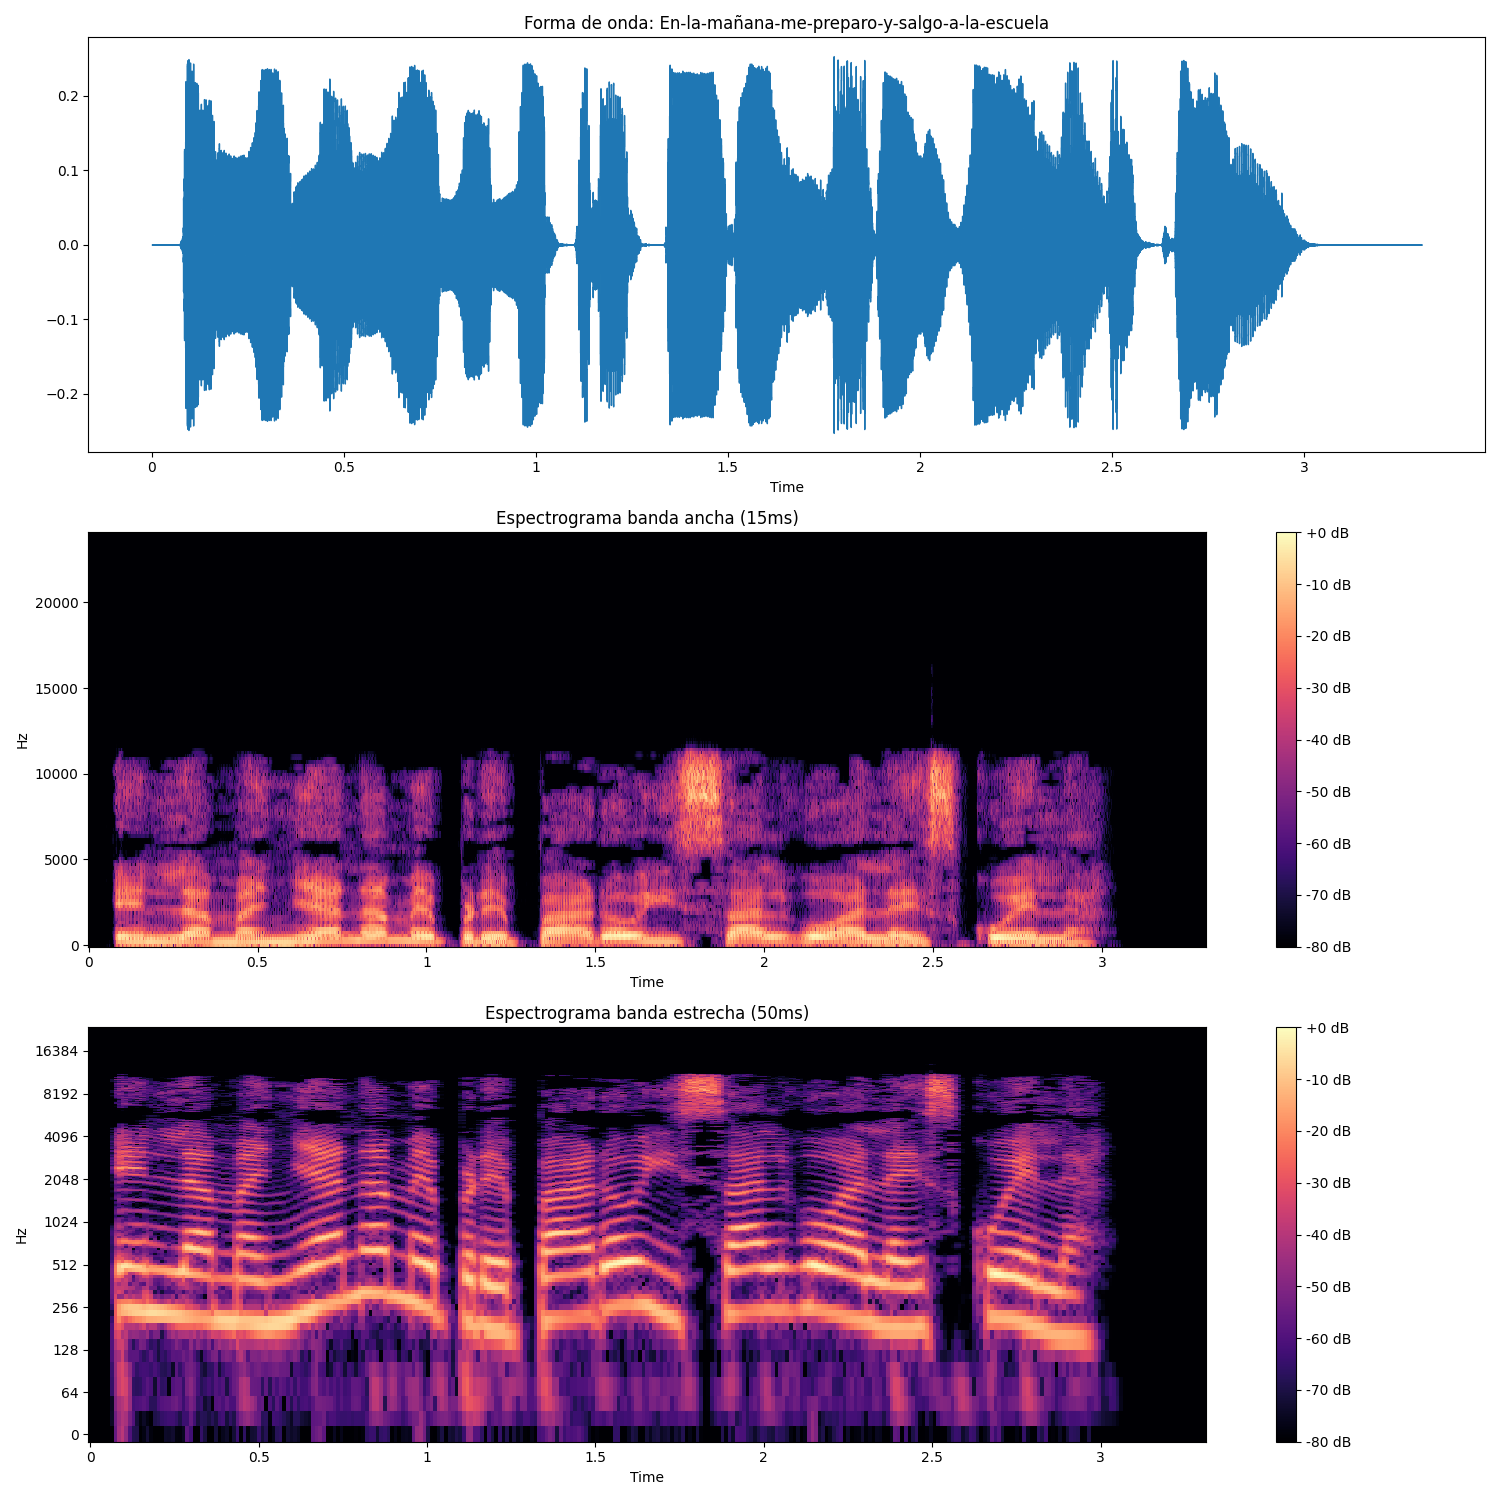 Forma de onda: En-la-mañana-me-preparo-y-salgo-a-la-escuela
0.2
0.1
0.0
−0.1
−0.2
0 0.5 1 1.5 2 2.5 3
Time
Espectrograma banda ancha (15ms)
Hz
20000
15000
10000
5000
0
0 0.5 1 1.5 2 2.5 3
Time
+0 dB
-10 dB
-20 dB
-30 dB
-40 dB
-50 dB
-60 dB
-70 dB
-80 dB
Espectrograma banda estrecha (50ms)
Hz
16384
8192
4096
2048
1024
512
256
128
64
0
0 0.5 1 1.5 2 2.5 3
Time
+0 dB
-10 dB
-20 dB
-30 dB
-40 dB
-50 dB
-60 dB
-70 dB
-80 dB